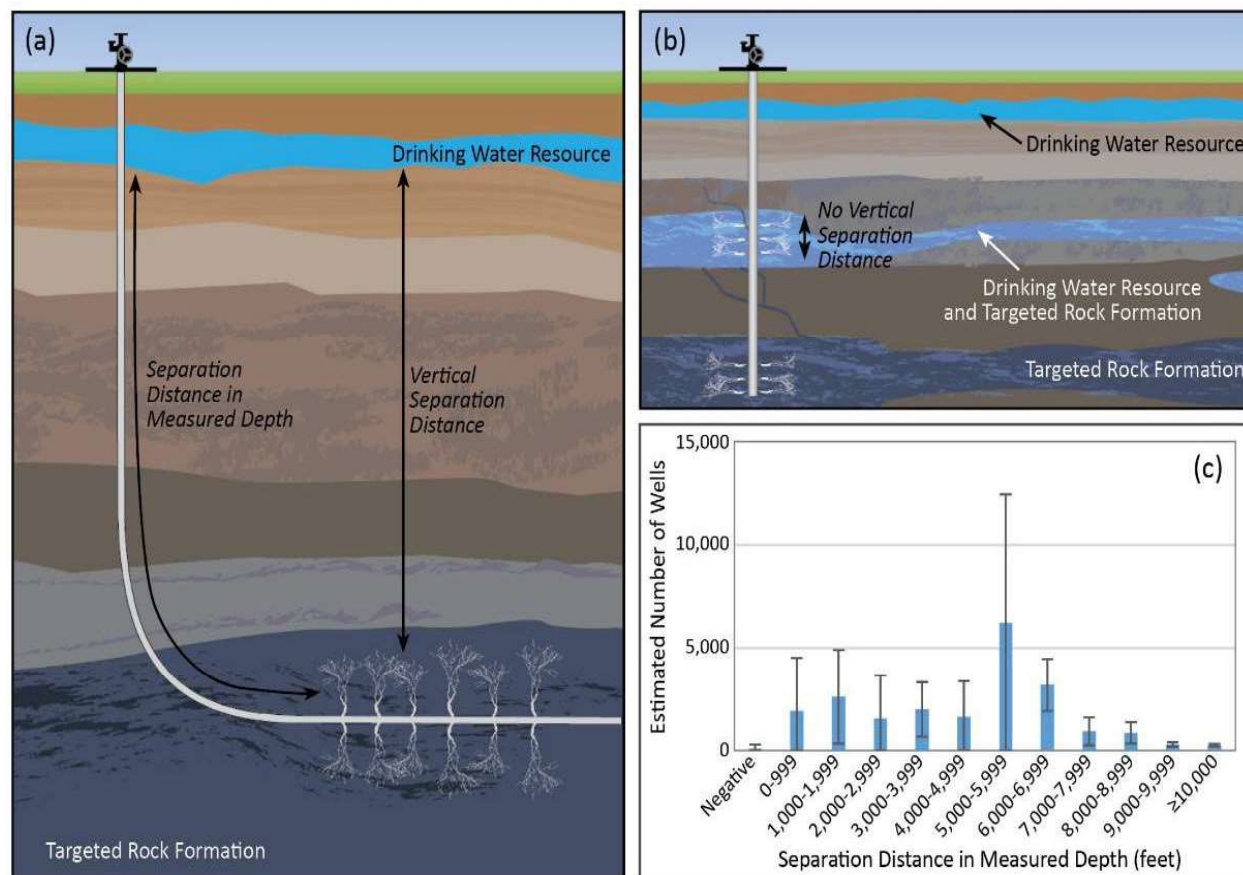 (a)
Drinking Water Resource
Separation
Distance in
Measured Depth
Vertical
Separation
Distance
Targeted Rock Formation
(b)
Drinking Water Resource
No Vertical
Separation
Distance
Drinking Water Resource
and Targeted Rock Formation
Targeted Rock Formation
(c)
Estimated Number of Wells
15,000
10,000
5,000
0
Negative
0-999
1,000-1,999
2,000-2,999
3,000-3,999
4,000-4,999
5,000-5,999
6,000-6,999
7,000-7,999
8,000-8,999
9,000-9,999
≥10,000
Separation Distance in Measured Depth (feet)